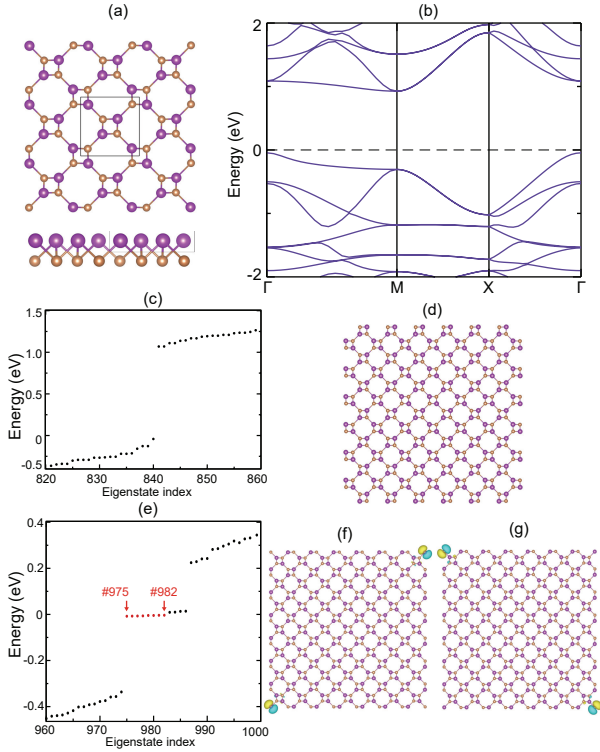 (a)
(b)
Energy (eV)
2
0
-2
Γ
M
X
Γ
(c)
Energy (eV)
1.5
1.0
0.5
0
-0.5
820
830
840
850
860
Eigenstate index
(d)
(e)
Energy (eV)
0.4
0.2
0
-0.2
-0.4
#975
#982
960
970
980
990
1000
Eigenstate index
(f)
(g)